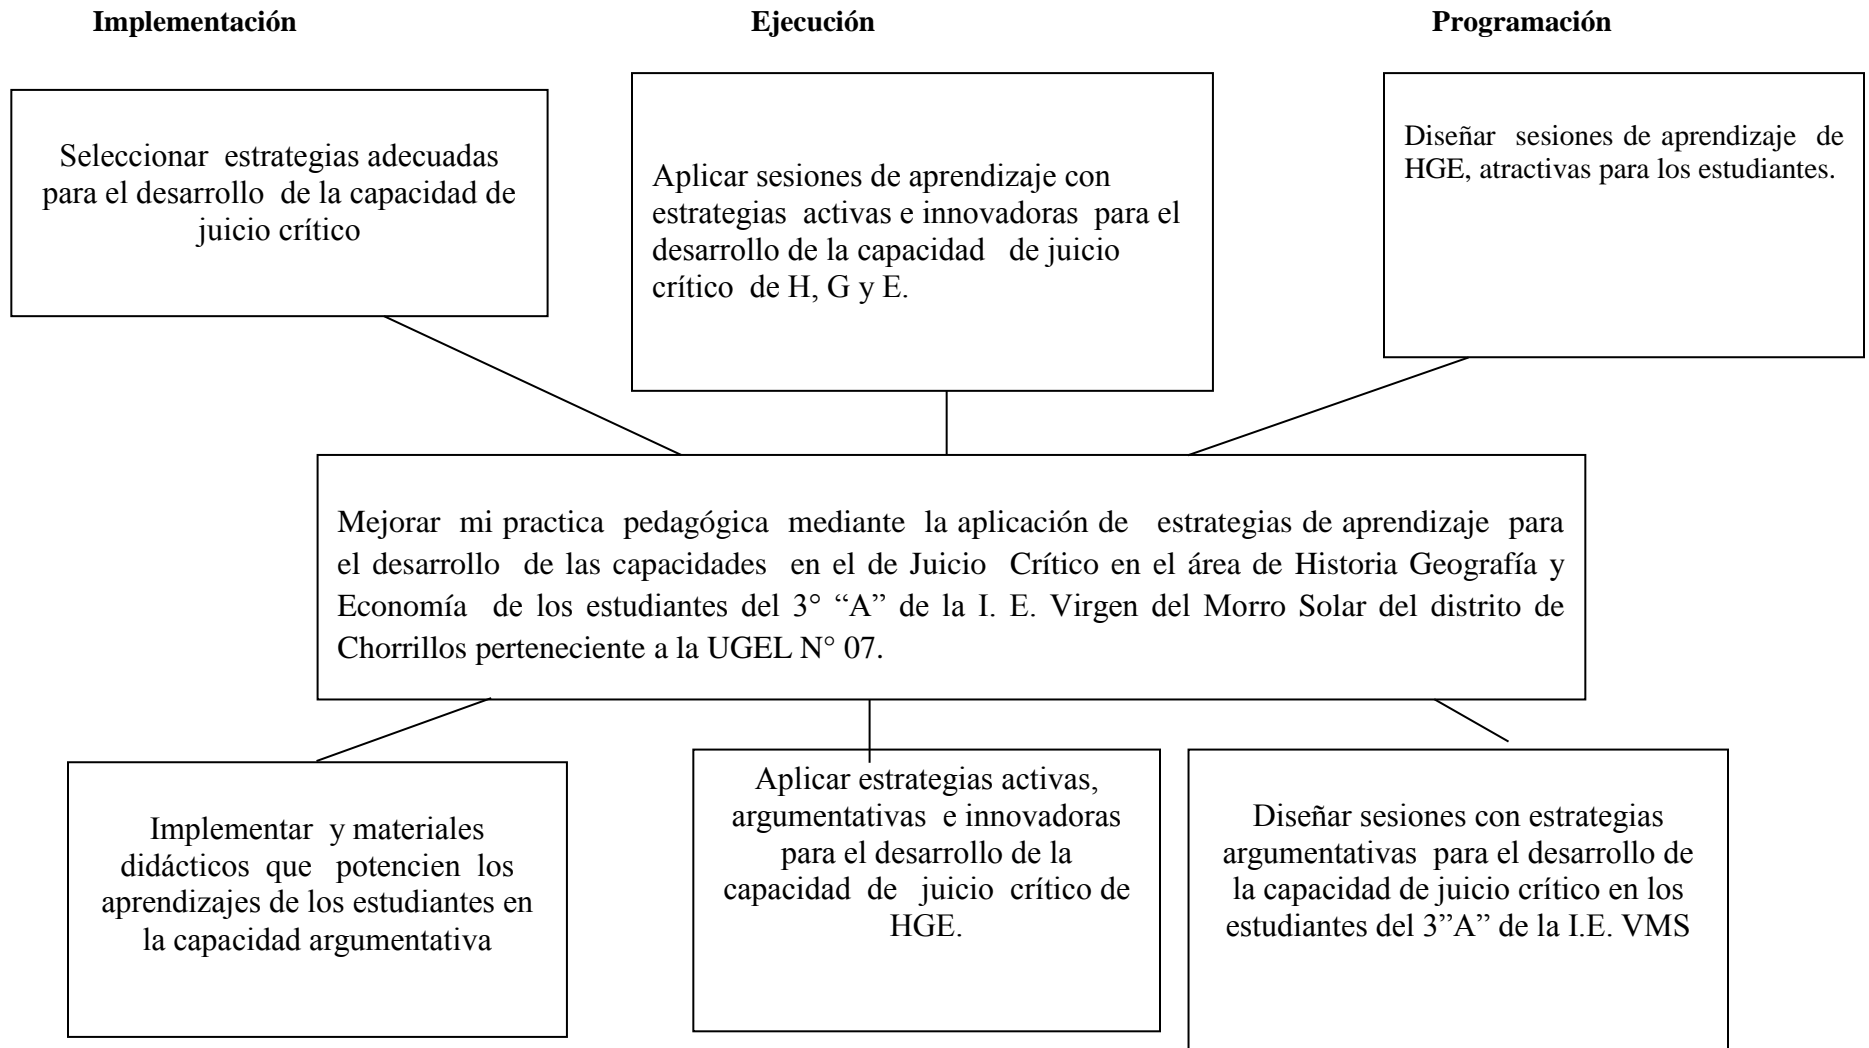 Implementación
Ejecución
Programación
Seleccionar estrategias adecuadas
para el desarrollo de la capacidad de
juicio crítico
Aplicar sesiones de aprendizaje con
estrategias activas e innovadoras para el
desarrollo de la capacidad de juicio
crítico de H, G y E.
Diseñar sesiones de aprendizaje de
HGE, atractivas para los estudiantes.
Mejorar mi practica pedagógica mediante la aplicación de estrategias de aprendizaje para
el desarrollo de las capacidades en el de Juicio Crítico en el área de Historia Geografía y
Economía de los estudiantes del 3° “A” de la I. E. Virgen del Morro Solar del distrito de
Chorrillos perteneciente a la UGEL N° 07.
Implementar y materiales
didácticos que potencien los
aprendizajes de los estudiantes en
la capacidad argumentativa
Aplicar estrategias activas,
argumentativas e innovadoras
para el desarrollo de la
capacidad de juicio crítico de
HGE.
Diseñar sesiones con estrategias
argumentativas para el desarrollo de
la capacidad de juicio crítico en los
estudiantes del 3”A” de la I.E. VMS